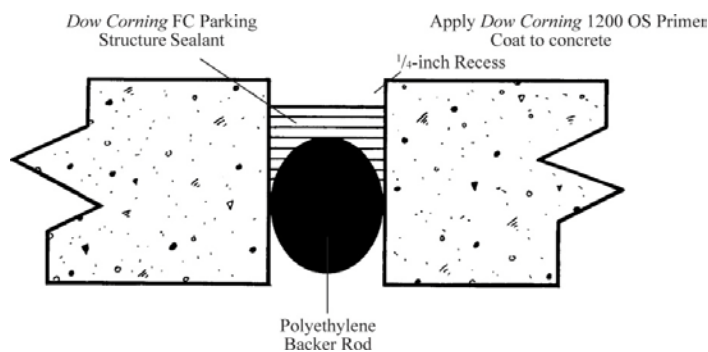 Dow Corning FC Parking
Structure Sealant
Apply Dow Corning 1200 OS Primer
Coat to concrete
1/4-inch Recess
Polyethylene
Backer Rod